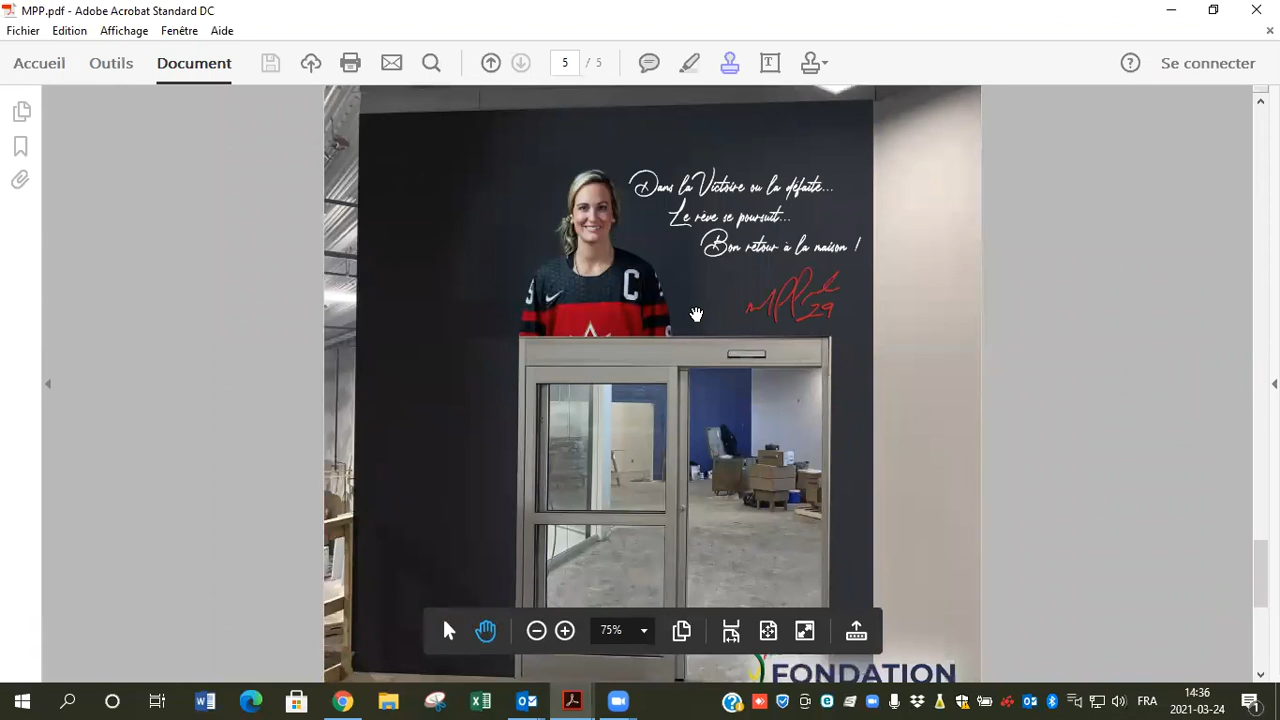 MPP.pdf - Adobe Acrobat Standard DC
Fichier Edition Affichage Fenêtre Aide
Accueil Outils Document 5 / 5 Se connecter
Dans la Victoire ou la défaite...
Le rêve se poursuit...
Bon retour à la maison !
C
29
75%
FONDATION
FRA
14:36
2021-03-24